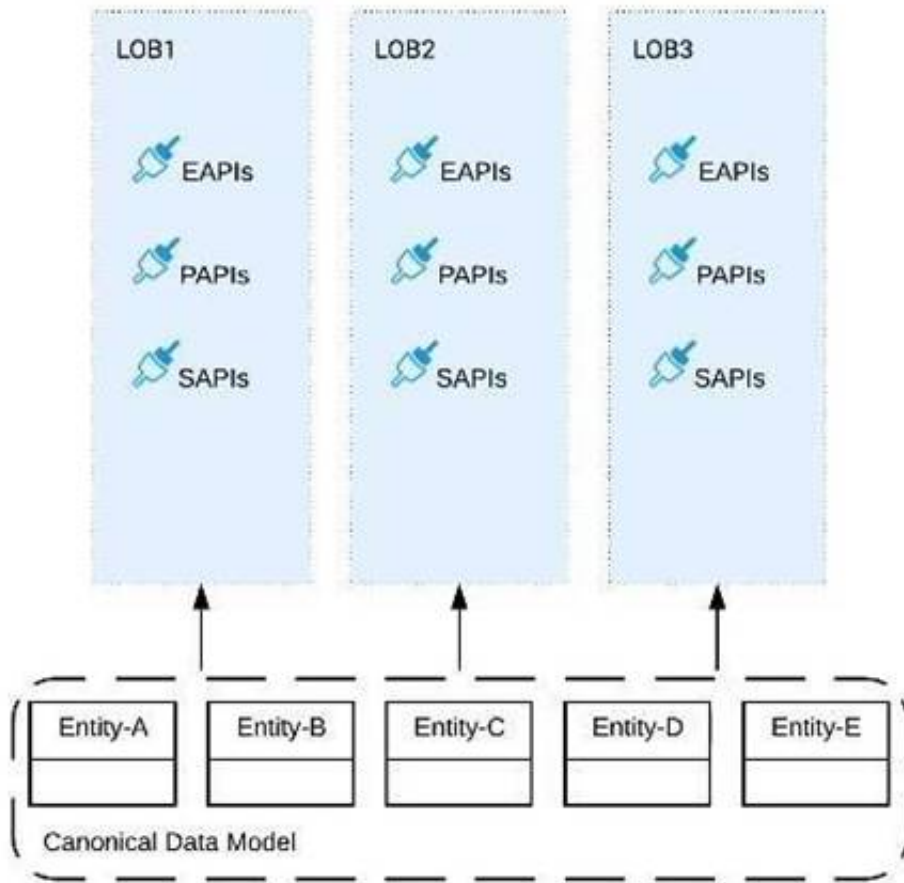 LOB1 LOB2 LOB3
EAPIs EAPIs EAPIs
PAPIs PAPIs PAPIs
SAPIs SAPIs SAPIs
Entity-A Entity-B Entity-C Entity-D Entity-E
Canonical Data Model